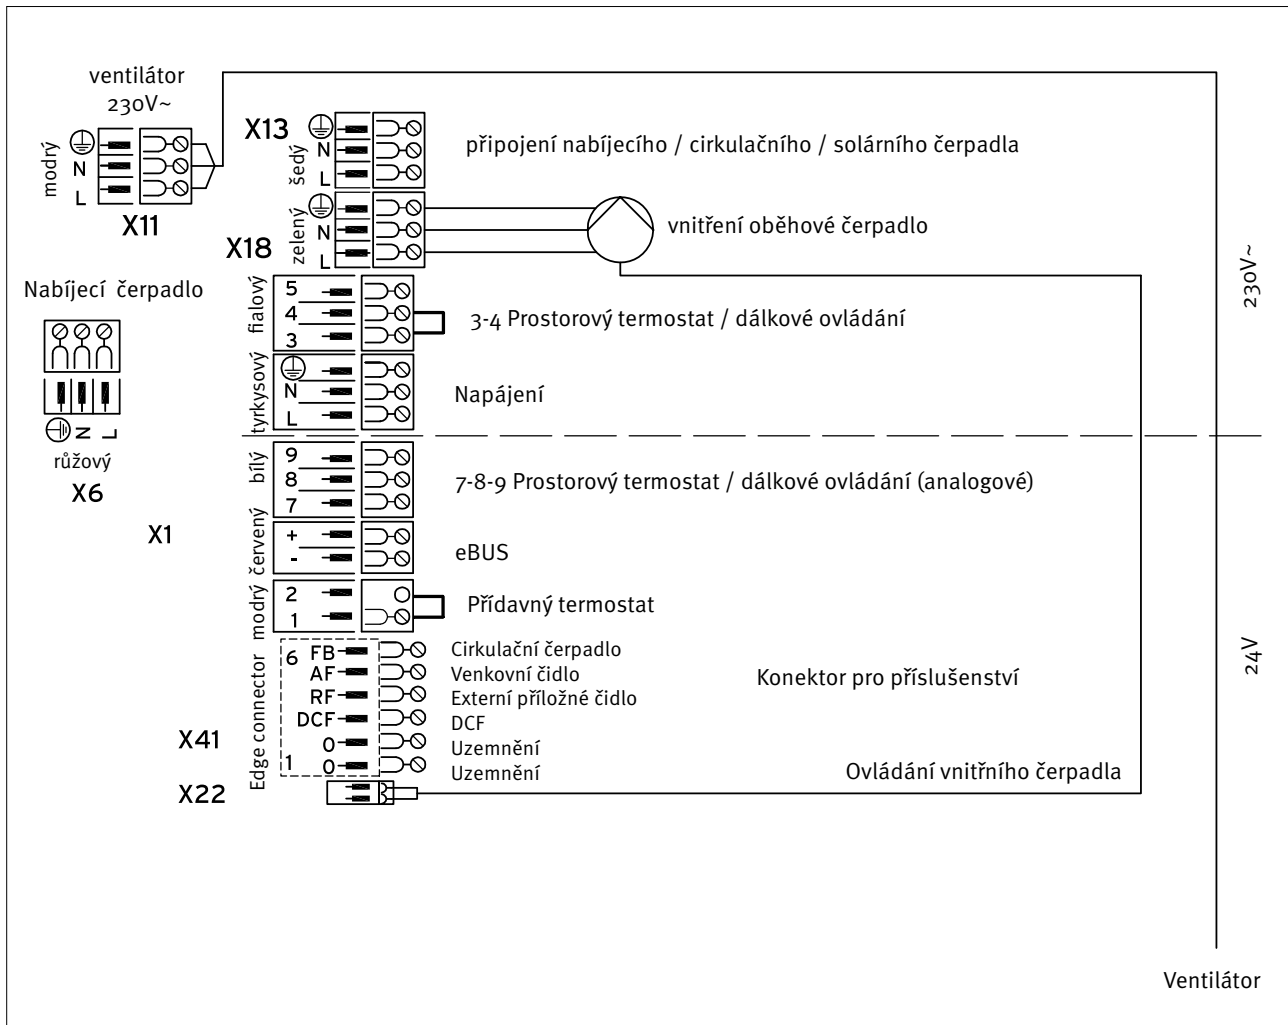 ventilátor
230V~
modrý
N
L
X11
X13
šedý
N
L
připojení nabíjecího / cirkulačního / solárního čerpadla
X18
zelený
N
L
vnitření oběhové čerpadlo
Nabíjecí čerpadlo
N
L
růžový
X6
fialový
5
4
3
3-4 Prostorový termostat / dálkové ovládání
tyrkysový
N
L
Napájení
230V~
X1
bílý
9
8
7
7-8-9 Prostorový termostat / dálkové ovládání (analogové)
červený
+
-
eBUS
modrý
2
1
Přídavný termostat
24V
Edge connector
6 FB Cirkulační čerpadlo
AF Venkovní čidlo
RF Externí příložné čidlo
DCF DCF
0 Uzemnění
1 0 Uzemnění
Konektor pro příslušenství
X41
X22
Ovládání vnitřního čerpadla
Ventilátor